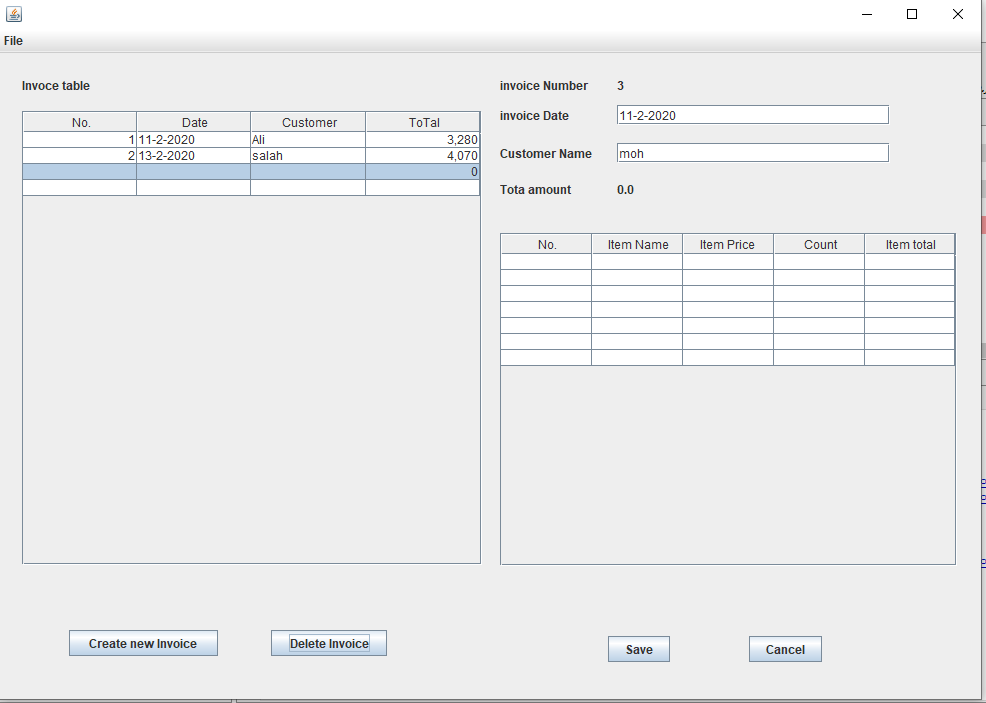 File
Invoce table
No. Date Customer ToTal
1 11-2-2020 Ali 3,280
2 13-2-2020 salah 4,070
0
invoice Number 3
invoice Date 11-2-2020
Customer Name moh
Tota amount 0.0
No. Item Name Item Price Count Item total
Create new Invoice Delete Invoice
Save Cancel